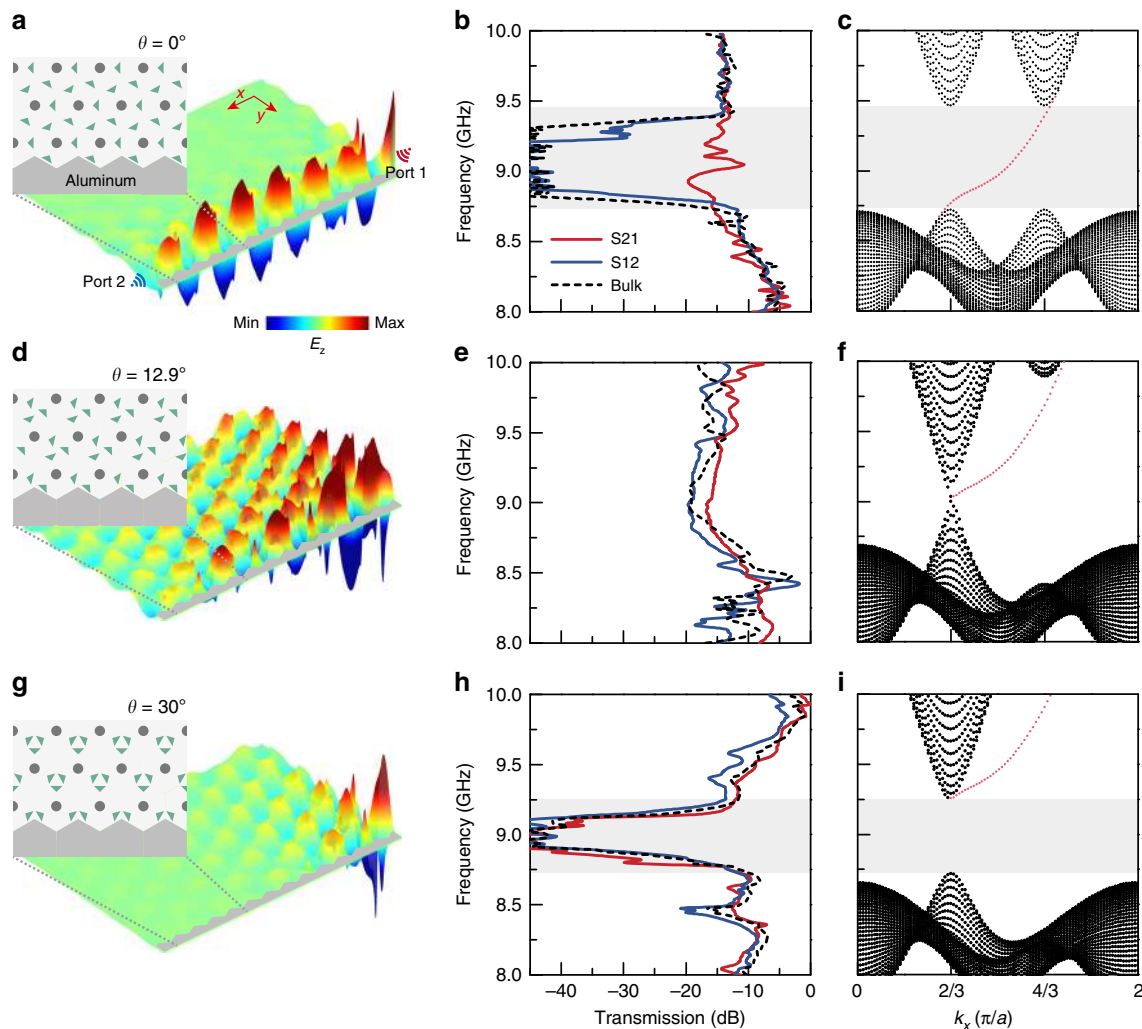 a
θ = 0°
x
y
Port 1
Aluminum
Port 2
Min
Max
E_z
b
Frequency (GHz)
10.0
9.5
9.0
8.5
8.0
S21
S12
Bulk
c
d
θ = 12.9°
e
Frequency (GHz)
10.0
9.5
9.0
8.5
8.0
f
g
θ = 30°
h
Frequency (GHz)
10.0
9.5
9.0
8.5
8.0
−40 −30 −20 −10 0
Transmission (dB)
i
0 2/3 4/3 2
k_x (π/a)